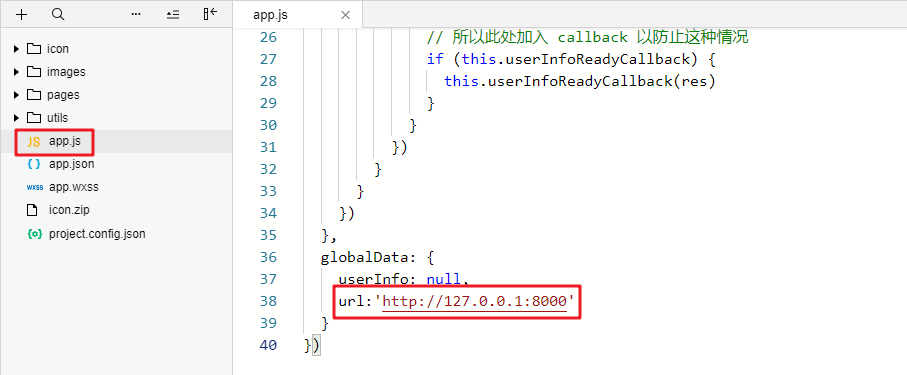 app.js
icon
images
pages
utils
JS app.js
{ } app.json
wxss app.wxss
icon.zip
{o} project.config.json
26 // 所以此处加入 callback 以防止这种情况
27 if (this.userInfoReadyCallback) {
28 this.userInfoReadyCallback(res)
29 }
30 }
31 })
32 }
33 }
34 })
35 },
36 globalData: {
37 userInfo: null,
38 url:'http://127.0.0.1:8000'
39 }
40 })